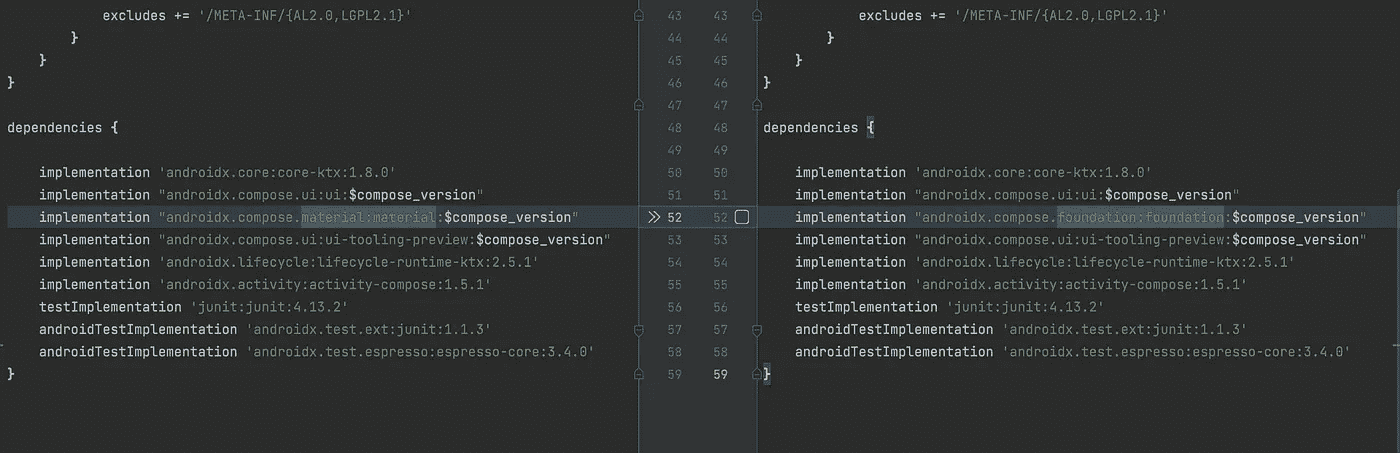 excludes += '/META-INF/{AL2.0,LGPL2.1}'
}
}
}
dependencies {
implementation 'androidx.core:core-ktx:1.8.0'
implementation "androidx.compose.ui:ui:$compose_version"
implementation "androidx.compose.material:material:$compose_version"
implementation "androidx.compose.ui:ui-tooling-preview:$compose_version"
implementation 'androidx.lifecycle:lifecycle-runtime-ktx:2.5.1'
implementation 'androidx.activity:activity-compose:1.5.1'
testImplementation 'junit:junit:4.13.2'
androidTestImplementation 'androidx.test.ext:junit:1.1.3'
androidTestImplementation 'androidx.test.espresso:espresso-core:3.4.0'
}
43 43
44 44
45 45
46 46
47 47
48 48
49 49
50 50
51 51
52 52
53 53
54 54
55 55
56 56
57 57
58 58
59 59
excludes += '/META-INF/{AL2.0,LGPL2.1}'
}
}
}
dependencies {
implementation 'androidx.core:core-ktx:1.8.0'
implementation "androidx.compose.ui:ui:$compose_version"
implementation "androidx.compose.foundation:foundation:$compose_version"
implementation "androidx.compose.ui:ui-tooling-preview:$compose_version"
implementation 'androidx.lifecycle:lifecycle-runtime-ktx:2.5.1'
implementation 'androidx.activity:activity-compose:1.5.1'
testImplementation 'junit:junit:4.13.2'
androidTestImplementation 'androidx.test.ext:junit:1.1.3'
androidTestImplementation 'androidx.test.espresso:espresso-core:3.4.0'
}